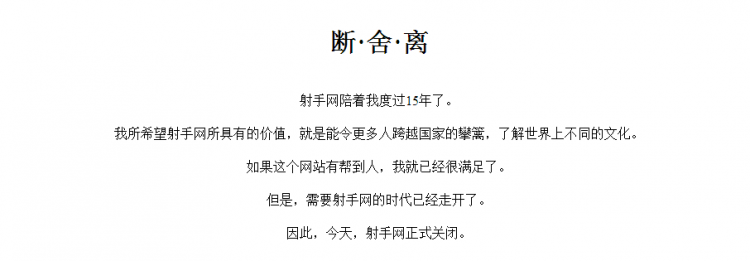 断·舍·离
射手网陪着我度过15年了。
我所希望射手网所具有的价值，就是能令更多人跨越国家的攀篱，了解世界上不同的文化。
如果这个网站有帮到人，我就已经很满足了。
但是，需要射手网的时代已经走开了。
因此，今天，射手网正式关闭。